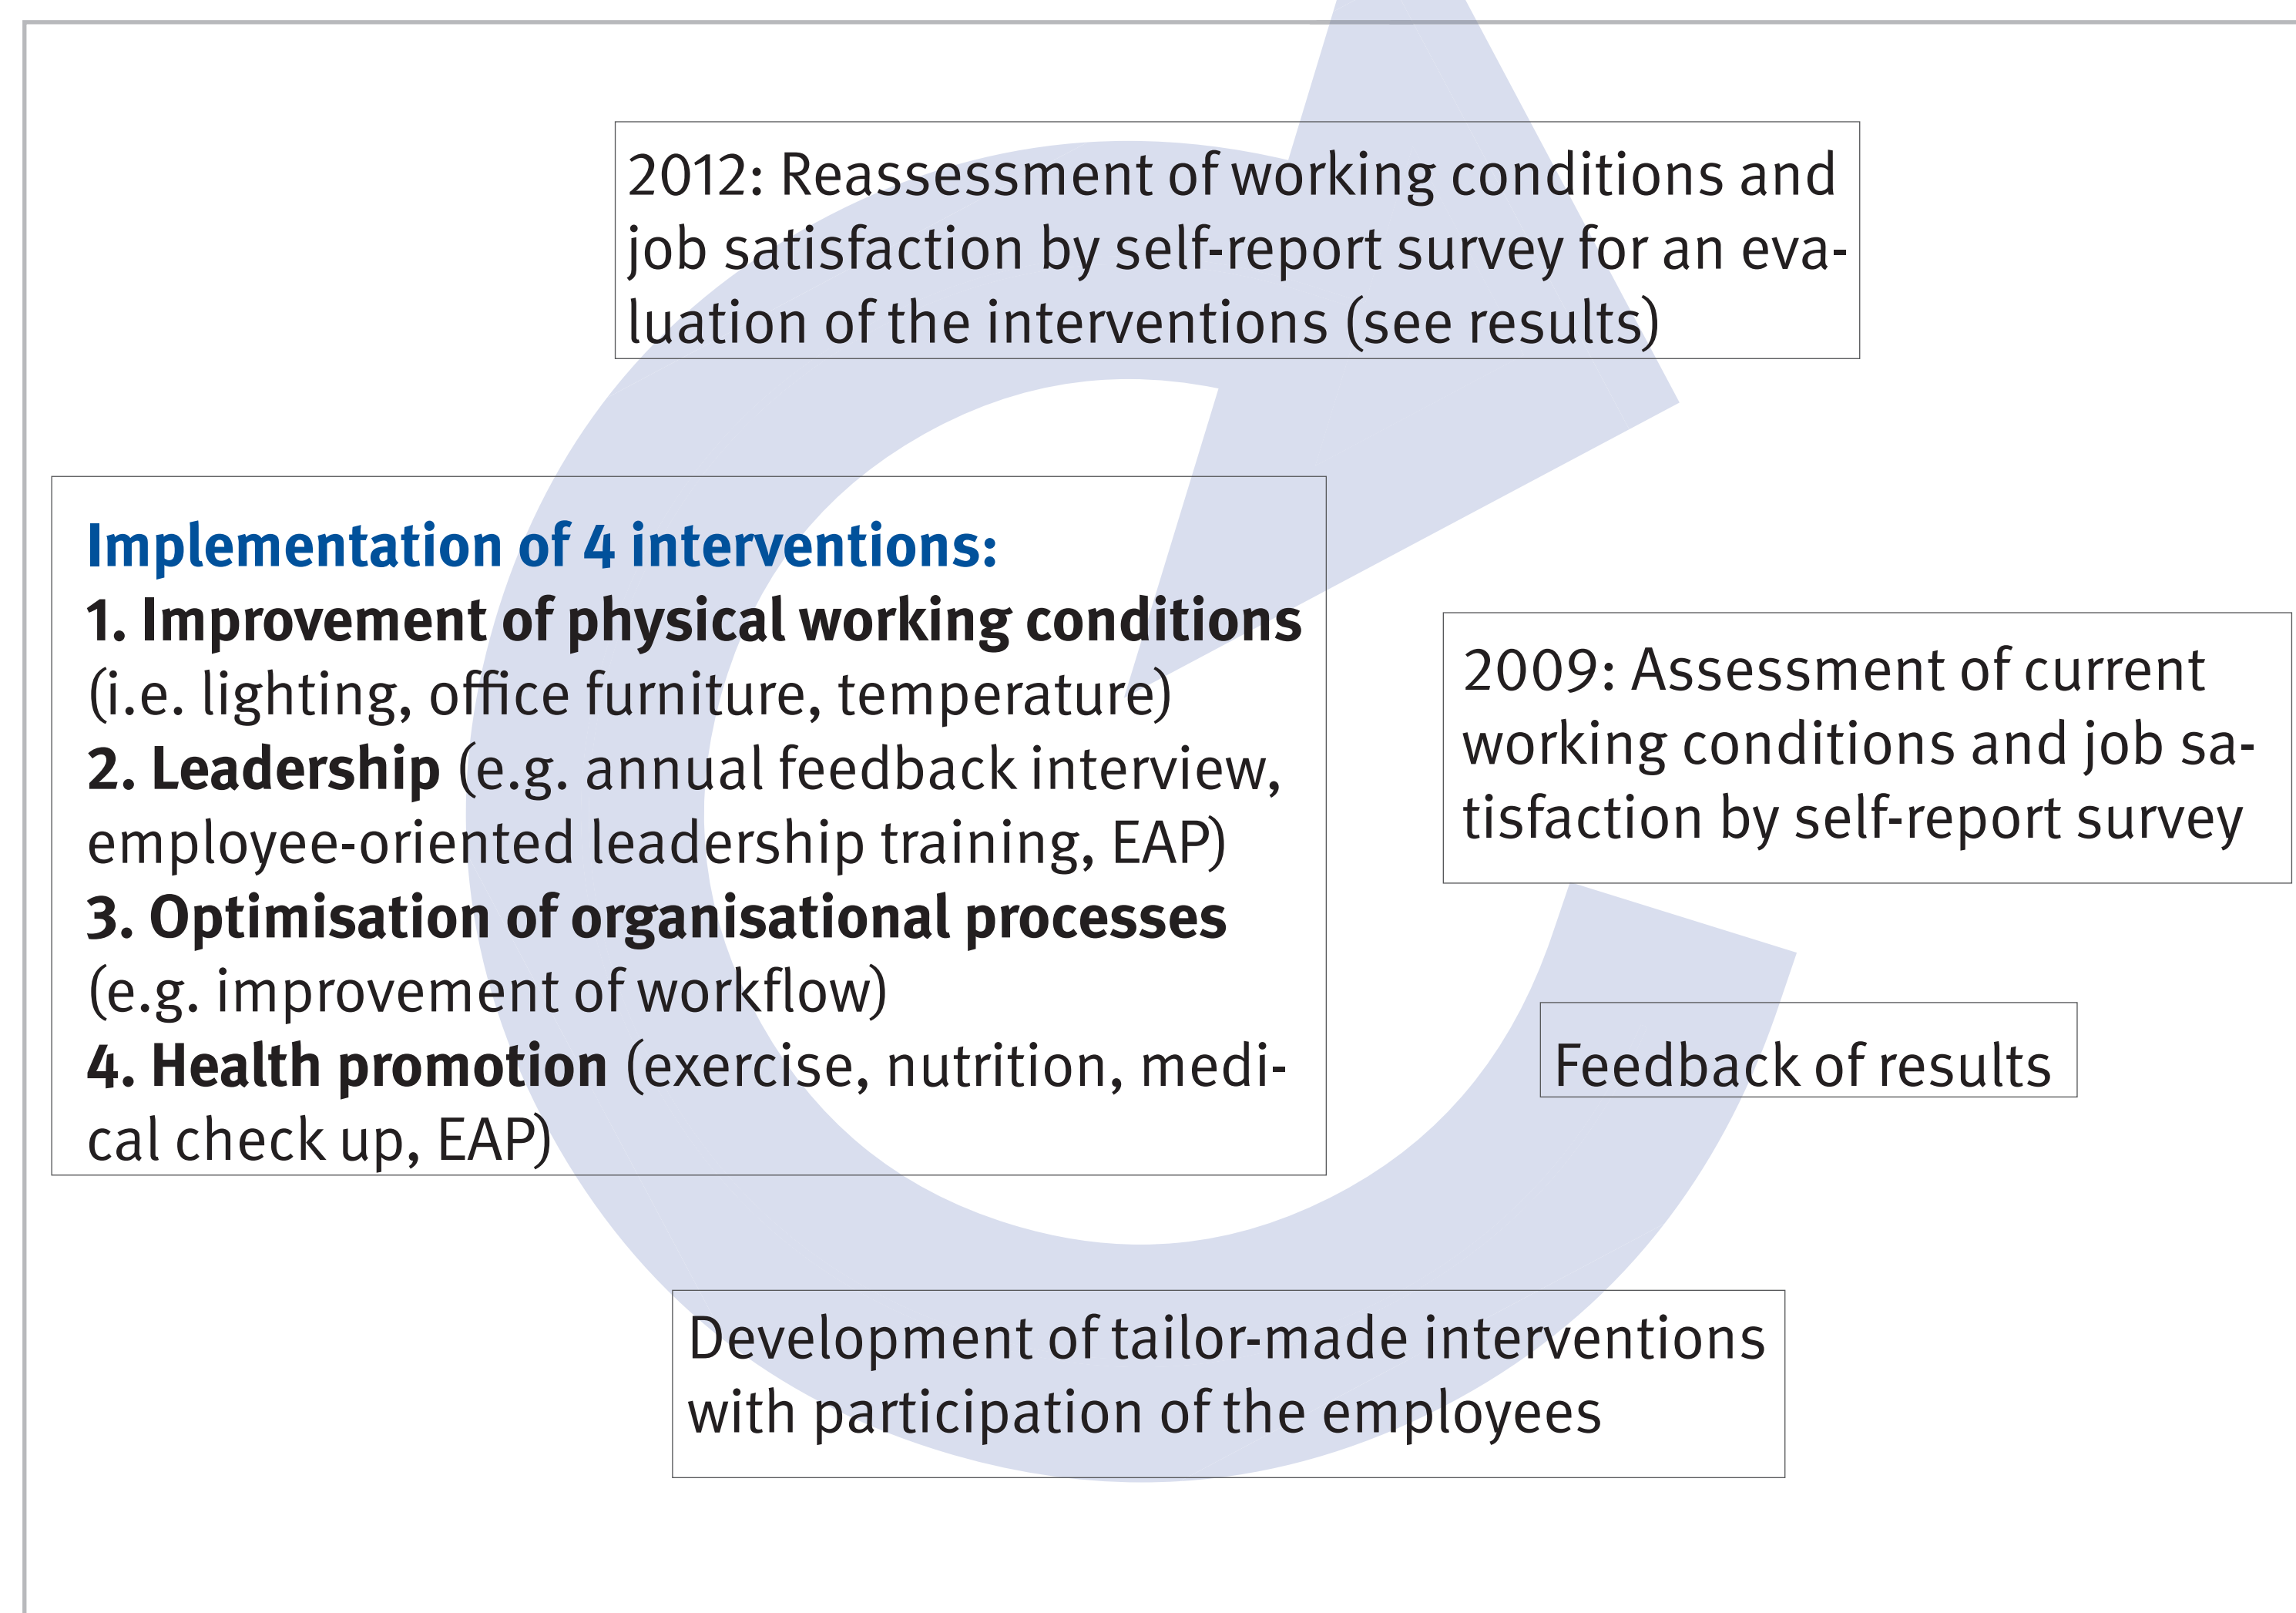 2012: Reassessment of working conditions and
job satisfaction by self-report survey for an eva-
luation of the interventions (see results)
Implementation of 4 interventions:
1. Improvement of physical working conditions
(i.e. lighting, office furniture, temperature)
2. Leadership (e.g. annual feedback interview,
employee-oriented leadership training, EAP)
3. Optimisation of organisational processes
(e.g. improvement of workflow)
4. Health promotion (exercise, nutrition, medi-
cal check up, EAP)
2009: Assessment of current
working conditions and job sa-
tisfaction by self-report survey
Feedback of results
Development of tailor-made interventions
with participation of the employees